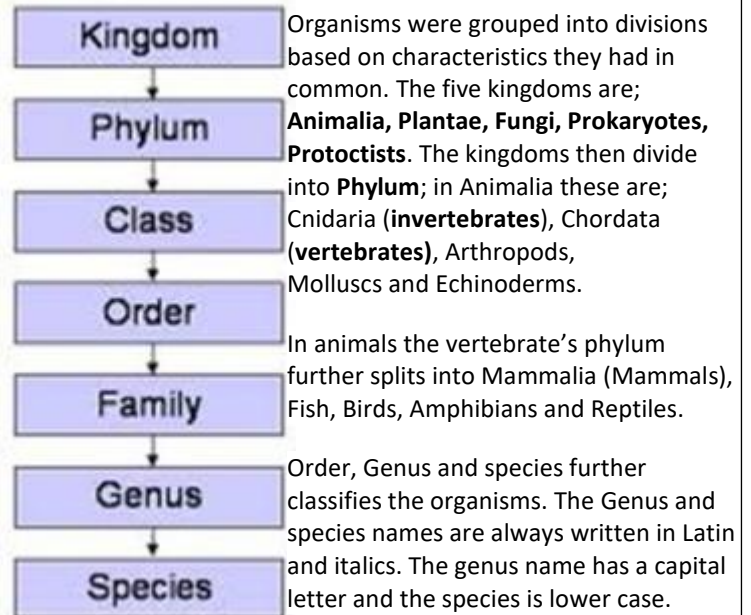 Kingdom
Phylum
Class
Order
Family
Genus
Species
Organisms were grouped into divisions
based on characteristics they had in
common. The five kingdoms are;
Animalia, Plantae, Fungi, Prokaryotes,
Protoctists. The kingdoms then divide
into Phylum; in Animalia these are;
Cnidaria (invertebrates), Chordata
(vertebrates), Arthropods,
Molluscs and Echinoderms.
In animals the vertebrate’s phylum
further splits into Mammalia (Mammals),
Fish, Birds, Amphibians and Reptiles.
Order, Genus and species further
classifies the organisms. The Genus and
species names are always written in Latin
and italics. The genus name has a capital
letter and the species is lower case.